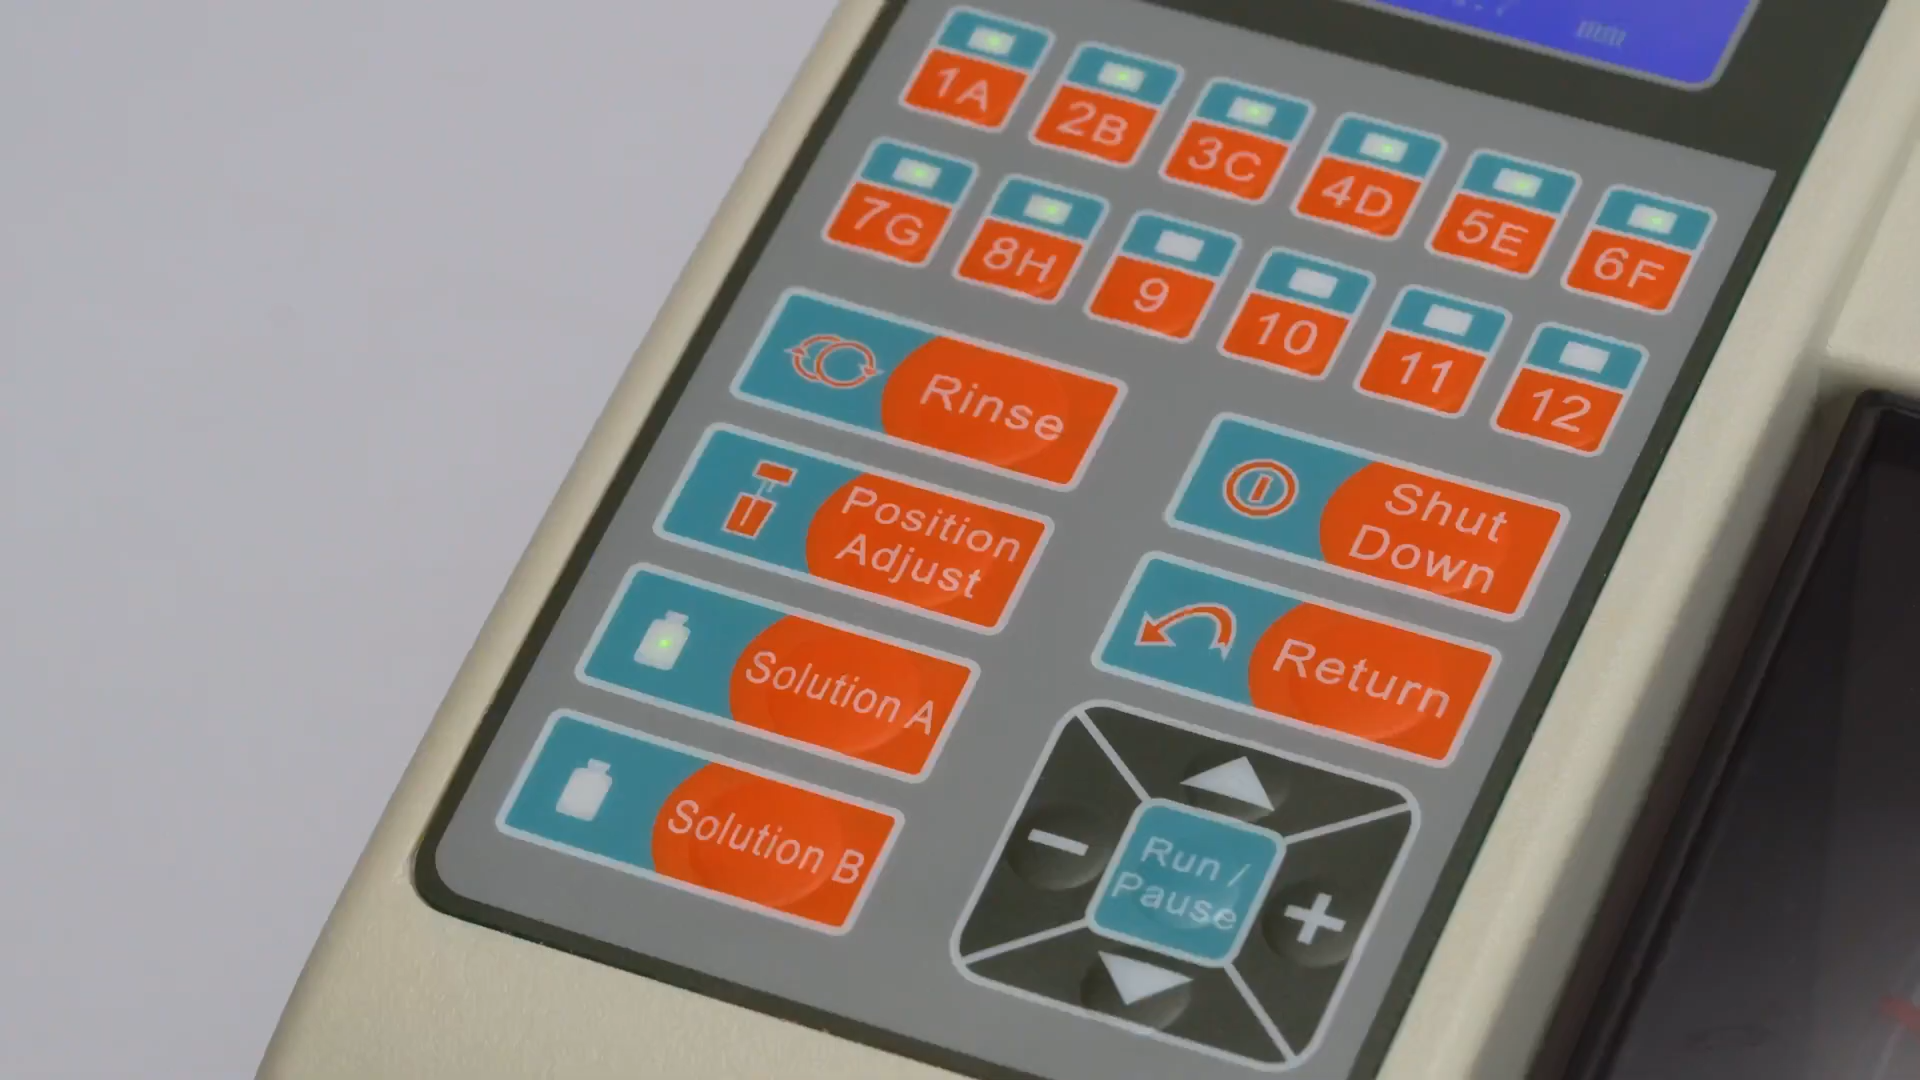 mm
1A
2B
3C
4D
5E
6F
7G
8H
9
10
11
12
Rinse
Shut
Down
Position
Adjust
Return
Solution A
Solution B
Run /
Pause